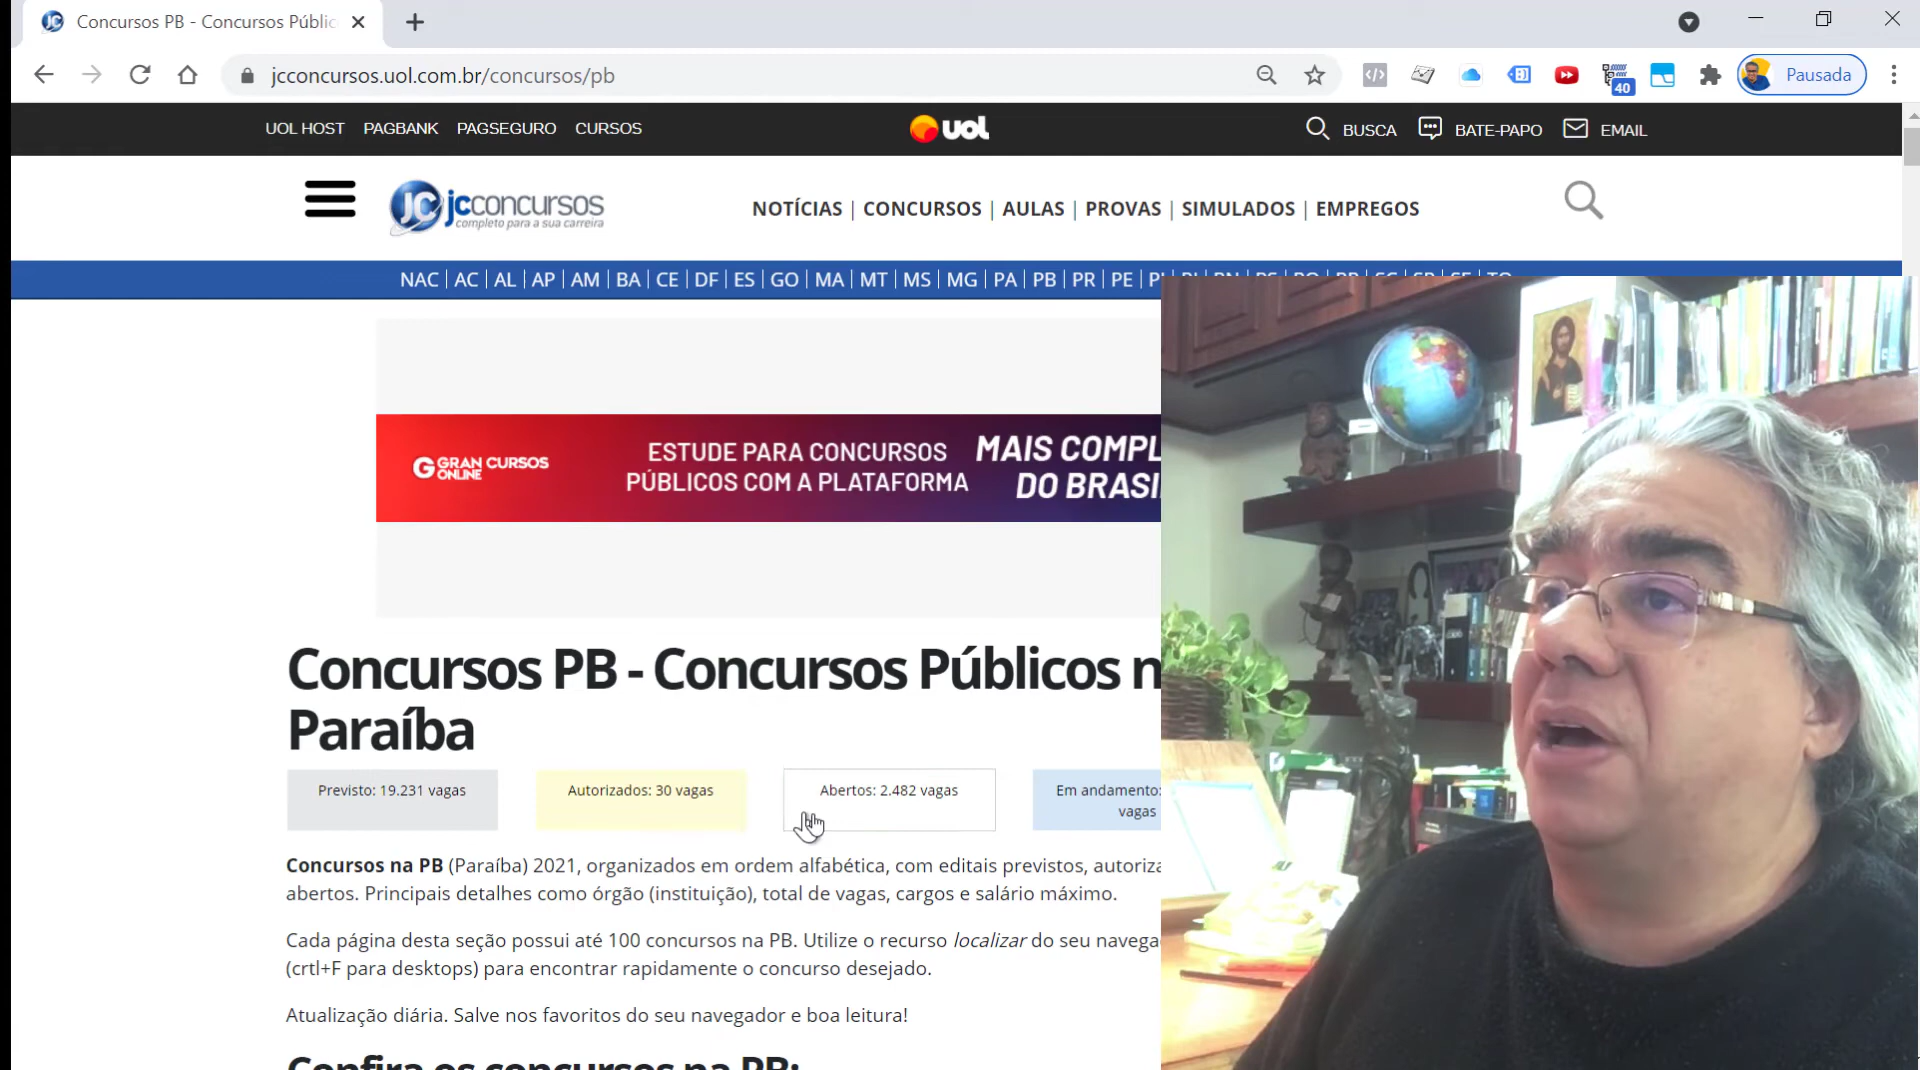 Concursos PB - Concursos Públic
jcconcursos.uol.com.br/concursos/pb
40
Pausada
UOL HOST PAGBANK PAGSEGURO CURSOS
uol
BUSCA BATE-PAPO EMAIL
JC jcconcursos
completo para a sua carreira
NOTÍCIAS | CONCURSOS | AULAS | PROVAS | SIMULADOS | EMPREGOS
NAC | AC | AL | AP | AM | BA | CE | DF | ES | GO | MA | MT | MS | MG | PA | PB | PR | PE |
GRAN CURSOS
ONLINE
ESTUDE PARA CONCURSOS
PÚBLICOS COM A PLATAFORMA
MAIS COMPL
DO BRASI
Concursos PB - Concursos Públicos n
Paraíba
Previsto: 19.231 vagas
Autorizados: 30 vagas
Abertos: 2.482 vagas
Em andamento:
vagas
Concursos na PB (Paraíba) 2021, organizados em ordem alfabética, com editais previstos, autoriza
abertos. Principais detalhes como órgão (instituição), total de vagas, cargos e salário máximo.
Cada página desta seção possui até 100 concursos na PB. Utilize o recurso localizar do seu navega
(crtl+F para desktops) para encontrar rapidamente o concurso desejado.
Atualização diária. Salve nos favoritos do seu navegador e boa leitura!
Confira os concursos na PB: